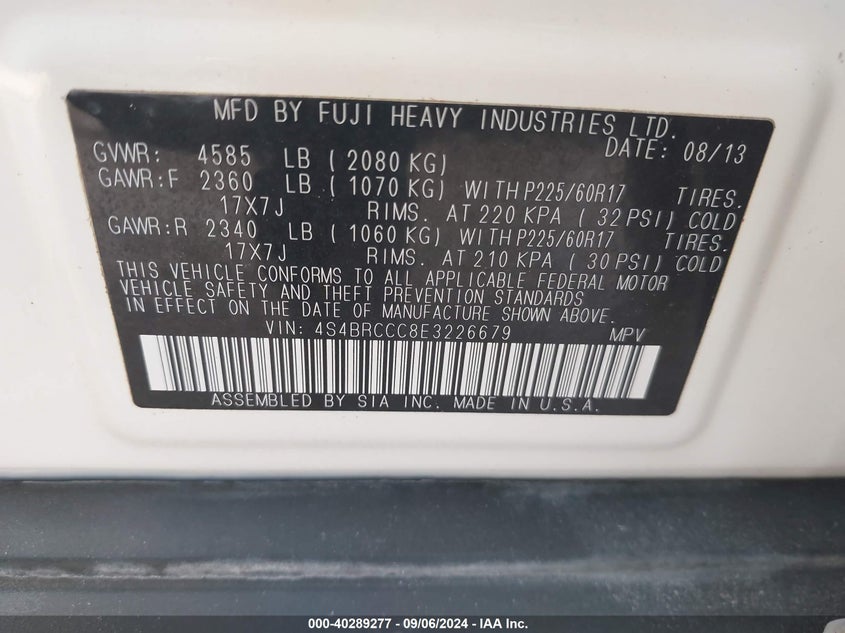 MFD BY FUJI HEAVY INDUSTRIES LTD.
DATE: 08/13
GVWR: 4585 LB ( 2080 KG)
GAWR:F 2360 LB ( 1070 KG) WITH P225/60R17 TIRES.
17X7J RIMS. AT 220 KPA ( 32 PSI) COLD
GAWR:R 2340 LB ( 1060 KG) WITH P225/60R17 TIRES.
17X7J RIMS. AT 210 KPA ( 30 PSI) COLD
THIS VEHICLE CONFORMS TO ALL APPLICABLE FEDERAL MOTOR
VEHICLE SAFETY AND THEFT PREVENTION STANDARDS
IN EFFECT ON THE DATE OF MANUFACTURE SHOWN ABOVE.
VIN: 4S4BRCCC8E3226679 MPV
ASSEMBLED BY SIA INC. MADE IN U.S.A.
000-40289277 - 09/06/2024 - IAA Inc.